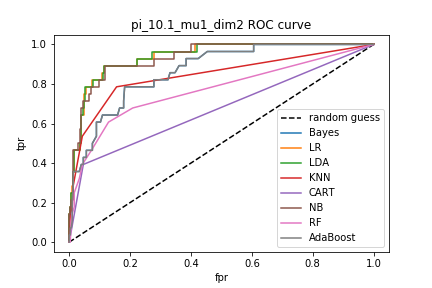 pi_10.1_mu1_dim2 ROC curve
1.0
0.8
0.6
0.4
0.2
0.0
tpr
random guess
Bayes
LR
LDA
KNN
CART
NB
RF
AdaBoost
0.0 0.2 0.4 0.6 0.8 1.0
fpr